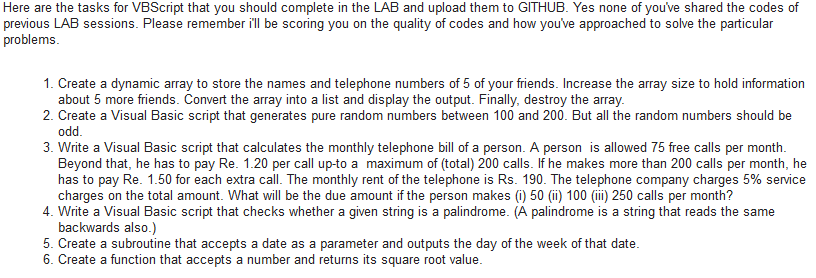 Here are the tasks for VBScript that you should complete in the LAB and upload them to GITHUB. Yes none of you've shared the codes of
previous LAB sessions. Please remember i'll be scoring you on the quality of codes and how you've approached to solve the particular
problems.
1. Create a dynamic array to store the names and telephone numbers of 5 of your friends. Increase the array size to hold information
about 5 more friends. Convert the array into a list and display the output. Finally, destroy the array.
2. Create a Visual Basic script that generates pure random numbers between 100 and 200. But all the random numbers should be
odd.
3. Write a Visual Basic script that calculates the monthly telephone bill of a person. A person is allowed 75 free calls per month.
Beyond that, he has to pay Re. 1.20 per call up-to a maximum of (total) 200 calls. If he makes more than 200 calls per month, he
has to pay Re. 1.50 for each extra call. The monthly rent of the telephone is Rs. 190. The telephone company charges 5% service
charges on the total amount. What will be the due amount if the person makes (i) 50 (ii) 100 (iii) 250 calls per month?
4. Write a Visual Basic script that checks whether a given string is a palindrome. (A palindrome is a string that reads the same
backwards also.)
5. Create a subroutine that accepts a date as a parameter and outputs the day of the week of that date.
6. Create a function that accepts a number and returns its square root value.